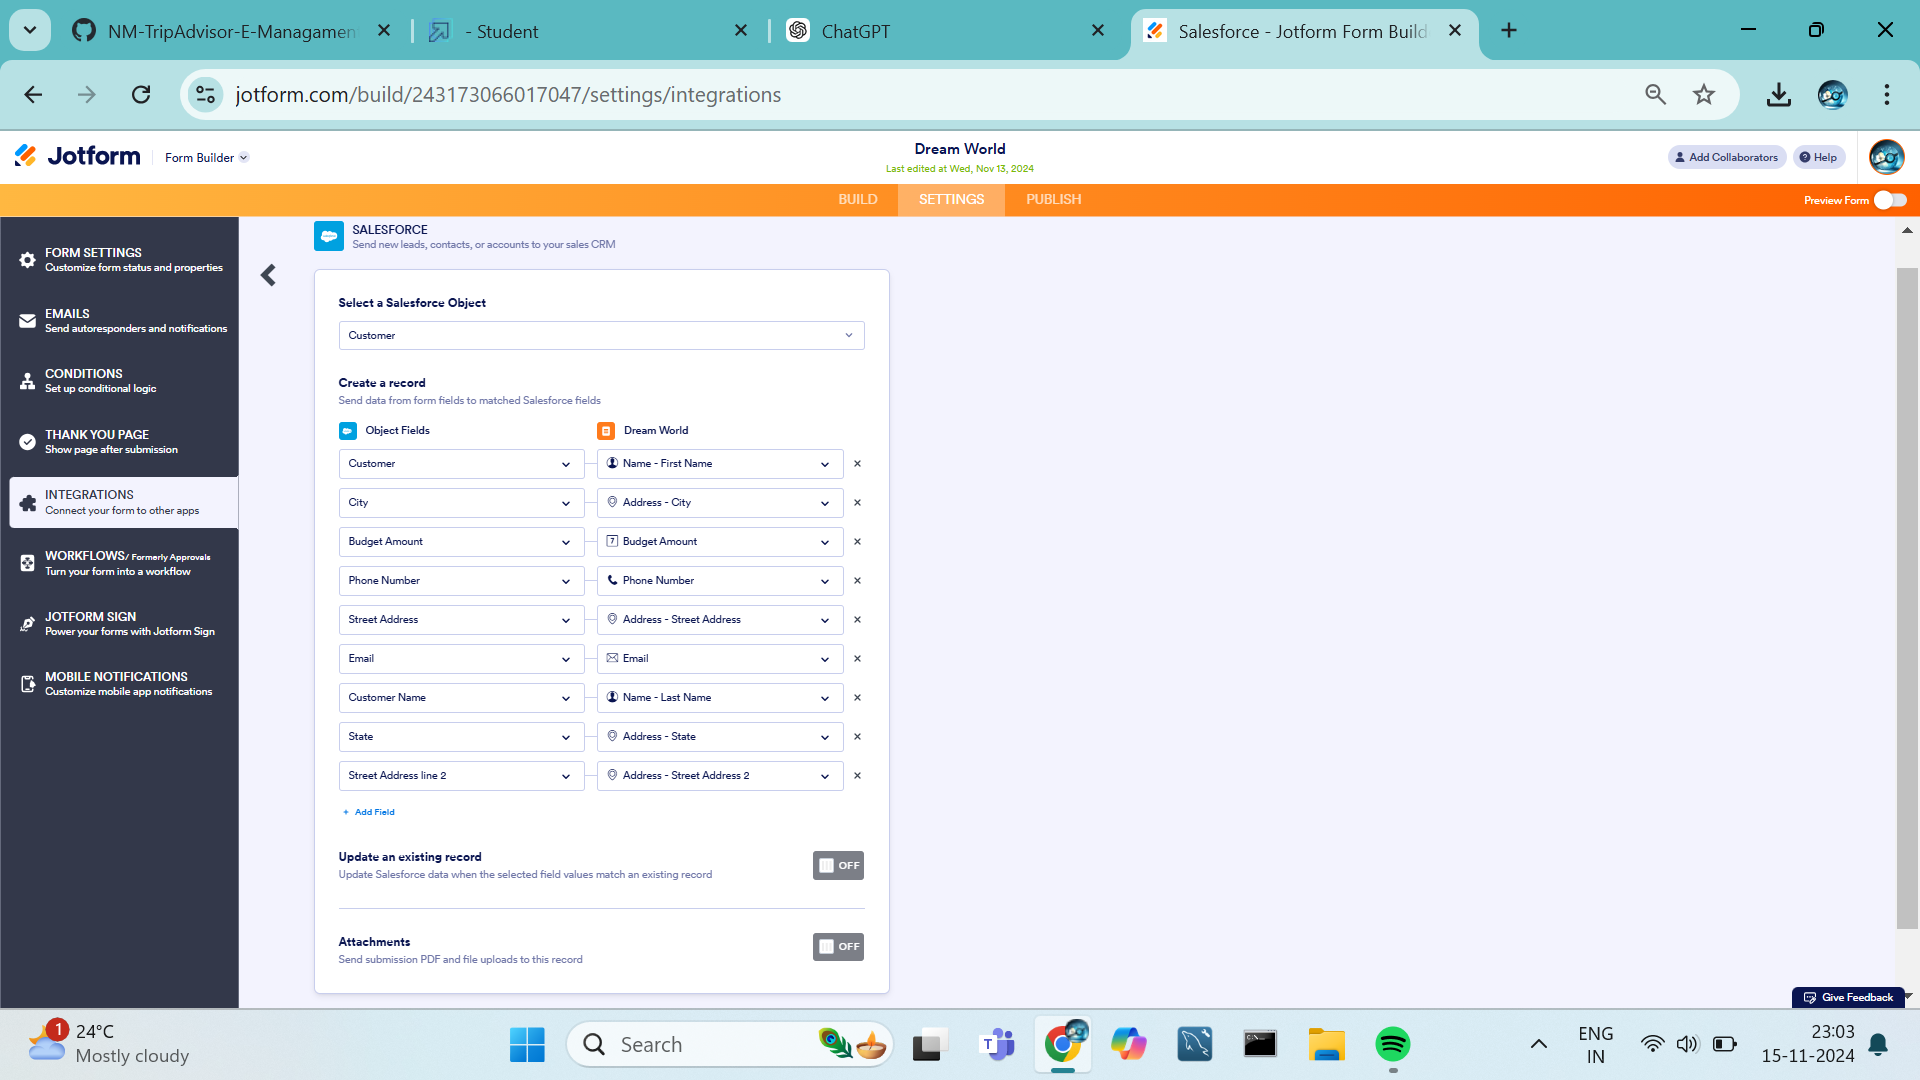 NM-TripAdvisor-E-Managamen
- Student
ChatGPT
Salesforce - Jotform Form Build
jotform.com/build/243173066017047/settings/integrations
Jotform
Form Builder
Dream World
Last edited at Wed, Nov 13, 2024
Add Collaborators
Help
BUILD
SETTINGS
PUBLISH
Preview Form
FORM SETTINGS
Customize form status and properties
EMAILS
Send autoresponders and notifications
CONDITIONS
Set up conditional logic
THANK YOU PAGE
Show page after submission
INTEGRATIONS
Connect your form to other apps
WORKFLOWS/ Formerly Approvals
Turn your form into a workflow
JOTFORM SIGN
Power your forms with Jotform Sign
MOBILE NOTIFICATIONS
Customize mobile app notifications
SALESFORCE
Send new leads, contacts, or accounts to your sales CRM
Select a Salesforce Object
Customer
Create a record
Send data from form fields to matched Salesforce fields
Object Fields
Dream World
Customer
Name - First Name
City
Address - City
Budget Amount
7 Budget Amount
Phone Number
Phone Number
Street Address
Address - Street Address
Email
Email
Customer Name
Name - Last Name
State
Address - State
Street Address line 2
Address - Street Address 2
+ Add Field
Update an existing record
Update Salesforce data when the selected field values match an existing record
OFF
Attachments
Send submission PDF and file uploads to this record
OFF
Give Feedback
1
24°C
Mostly cloudy
Search
ENG
IN
23:03
15-11-2024